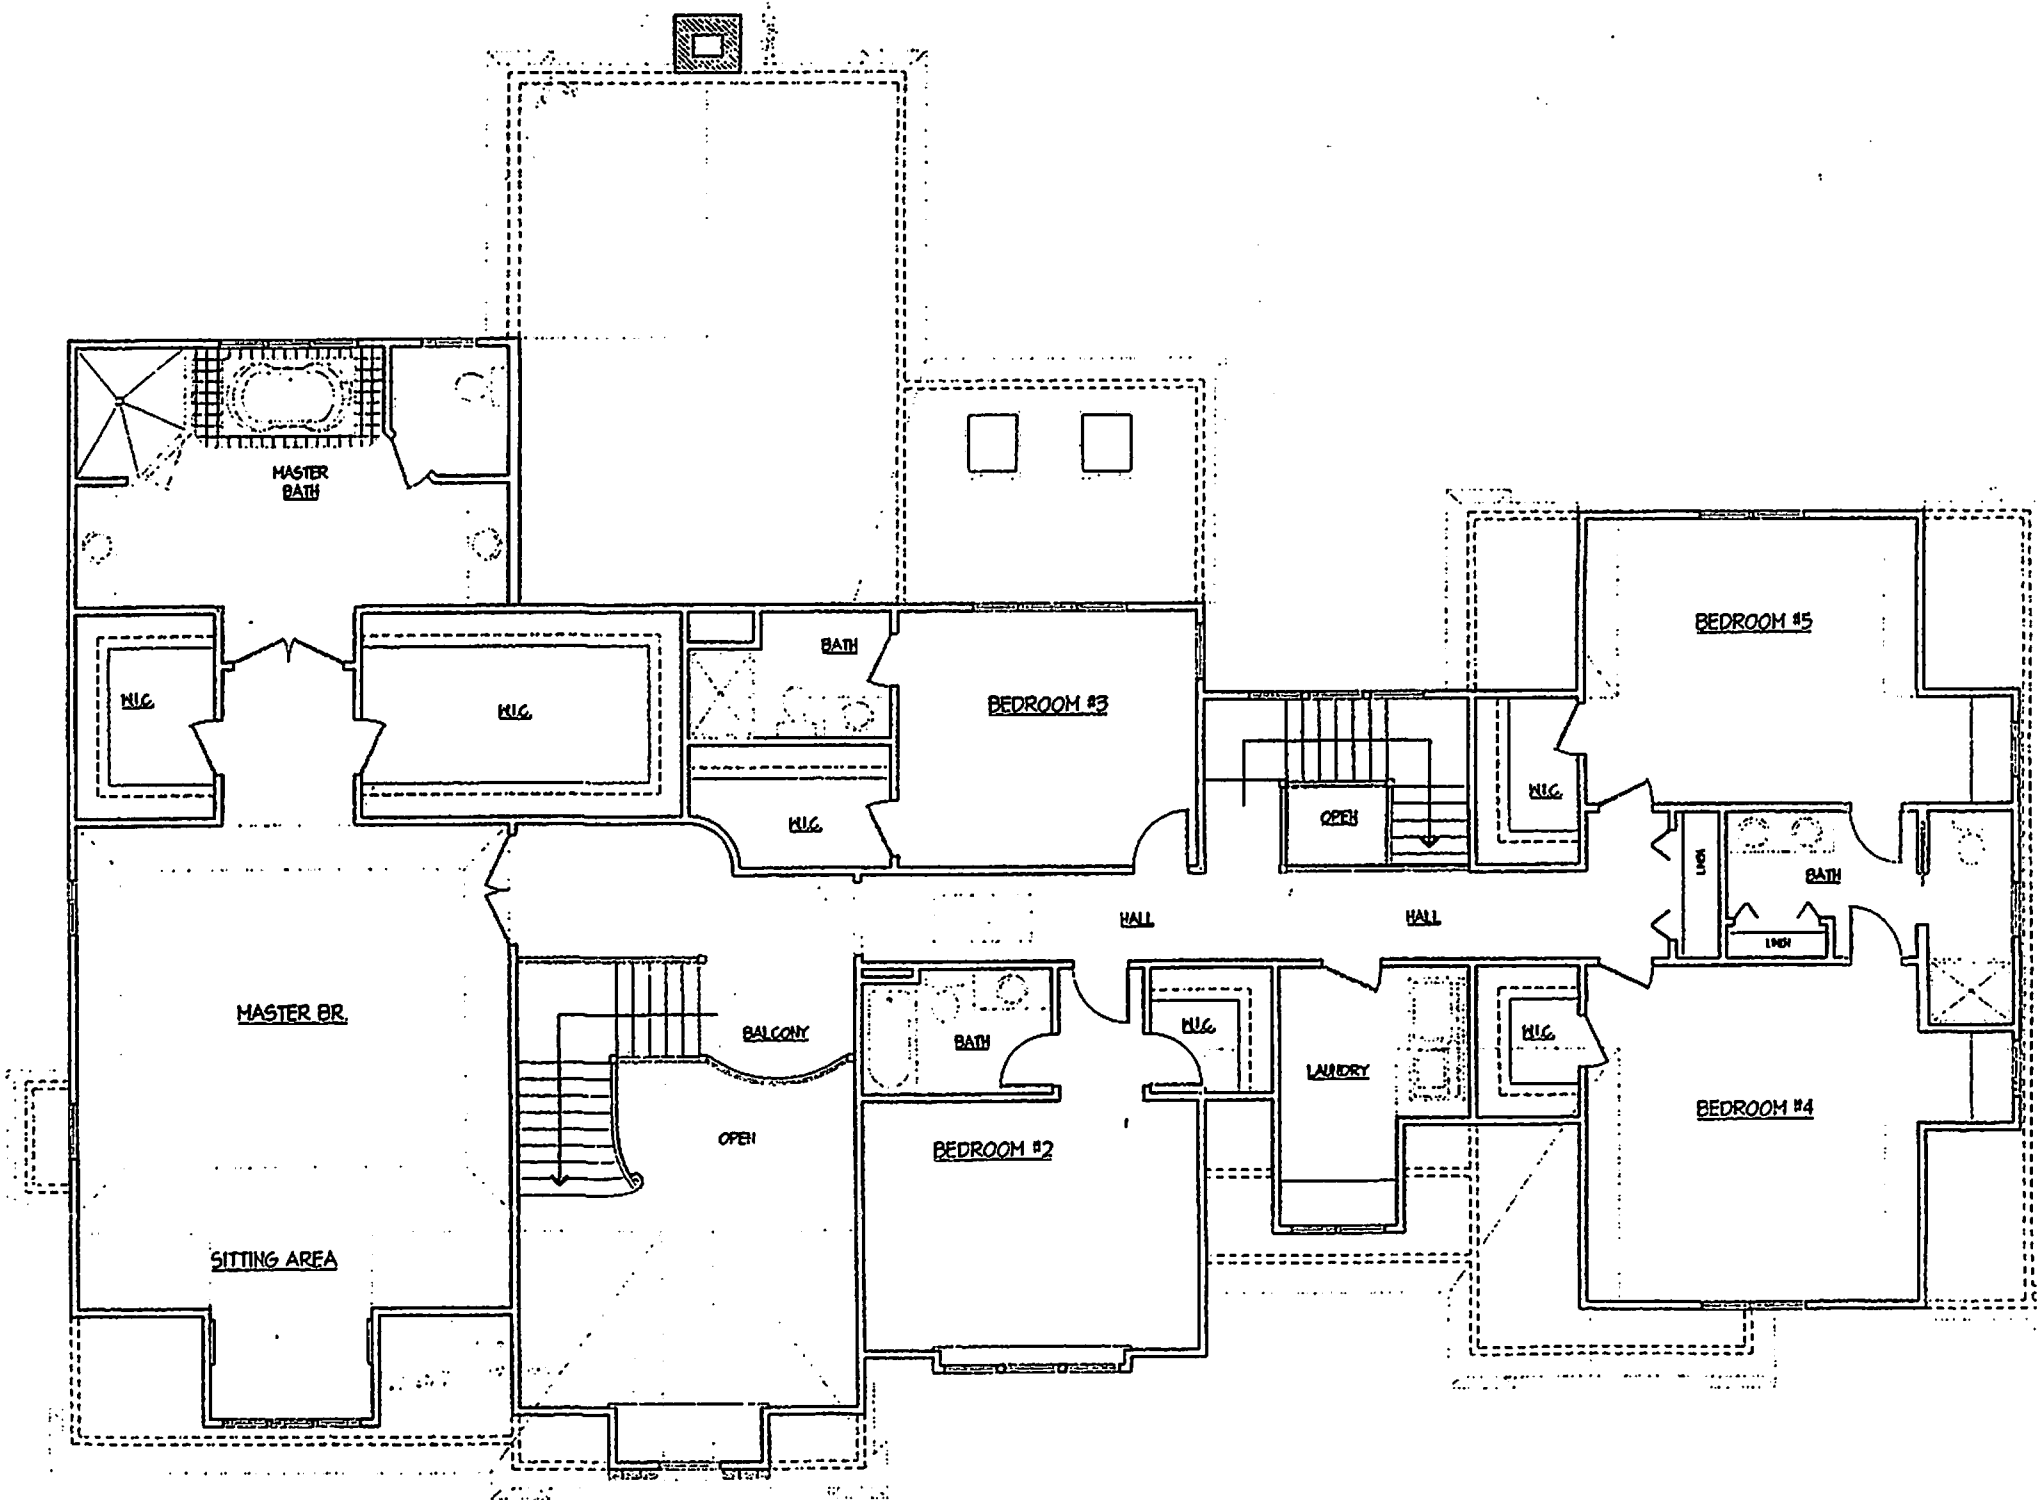 MASTER
BATH
BEDROOM #5
BATH
W.I.C.
W.I.C.
BEDROOM #3
W.I.C.
OPEN
W.I.C.
LINEN
BATH
HALL
HALL
LINEN
MASTER BR.
BALCONY
BATH
W.I.C.
W.I.C.
LAUNDRY
BEDROOM #4
OPEN
BEDROOM #2
SITTING AREA